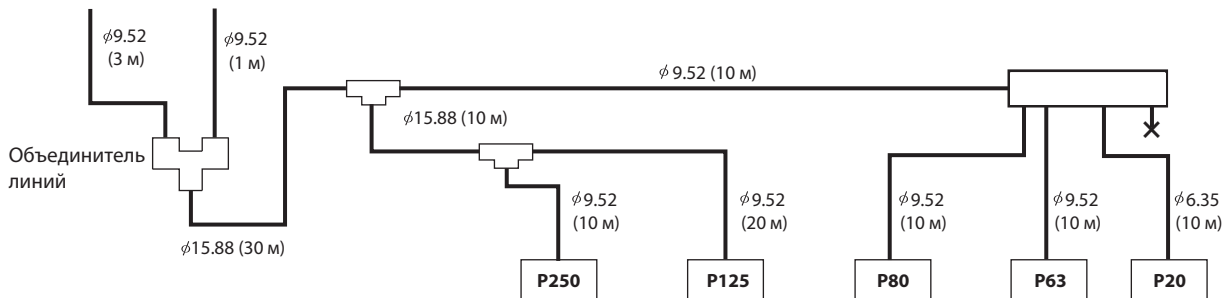 ϕ9.52
(3 м)
ϕ9.52
(1 м)
ϕ 9.52 (10 м)
ϕ15.88 (10 м)
Объединитель
линий
ϕ9.52
(10 м)
ϕ9.52
(20 м)
ϕ9.52
(10 м)
ϕ9.52
(10 м)
ϕ6.35
(10 м)
ϕ15.88 (30 м)
P250
P125
P80
P63
P20